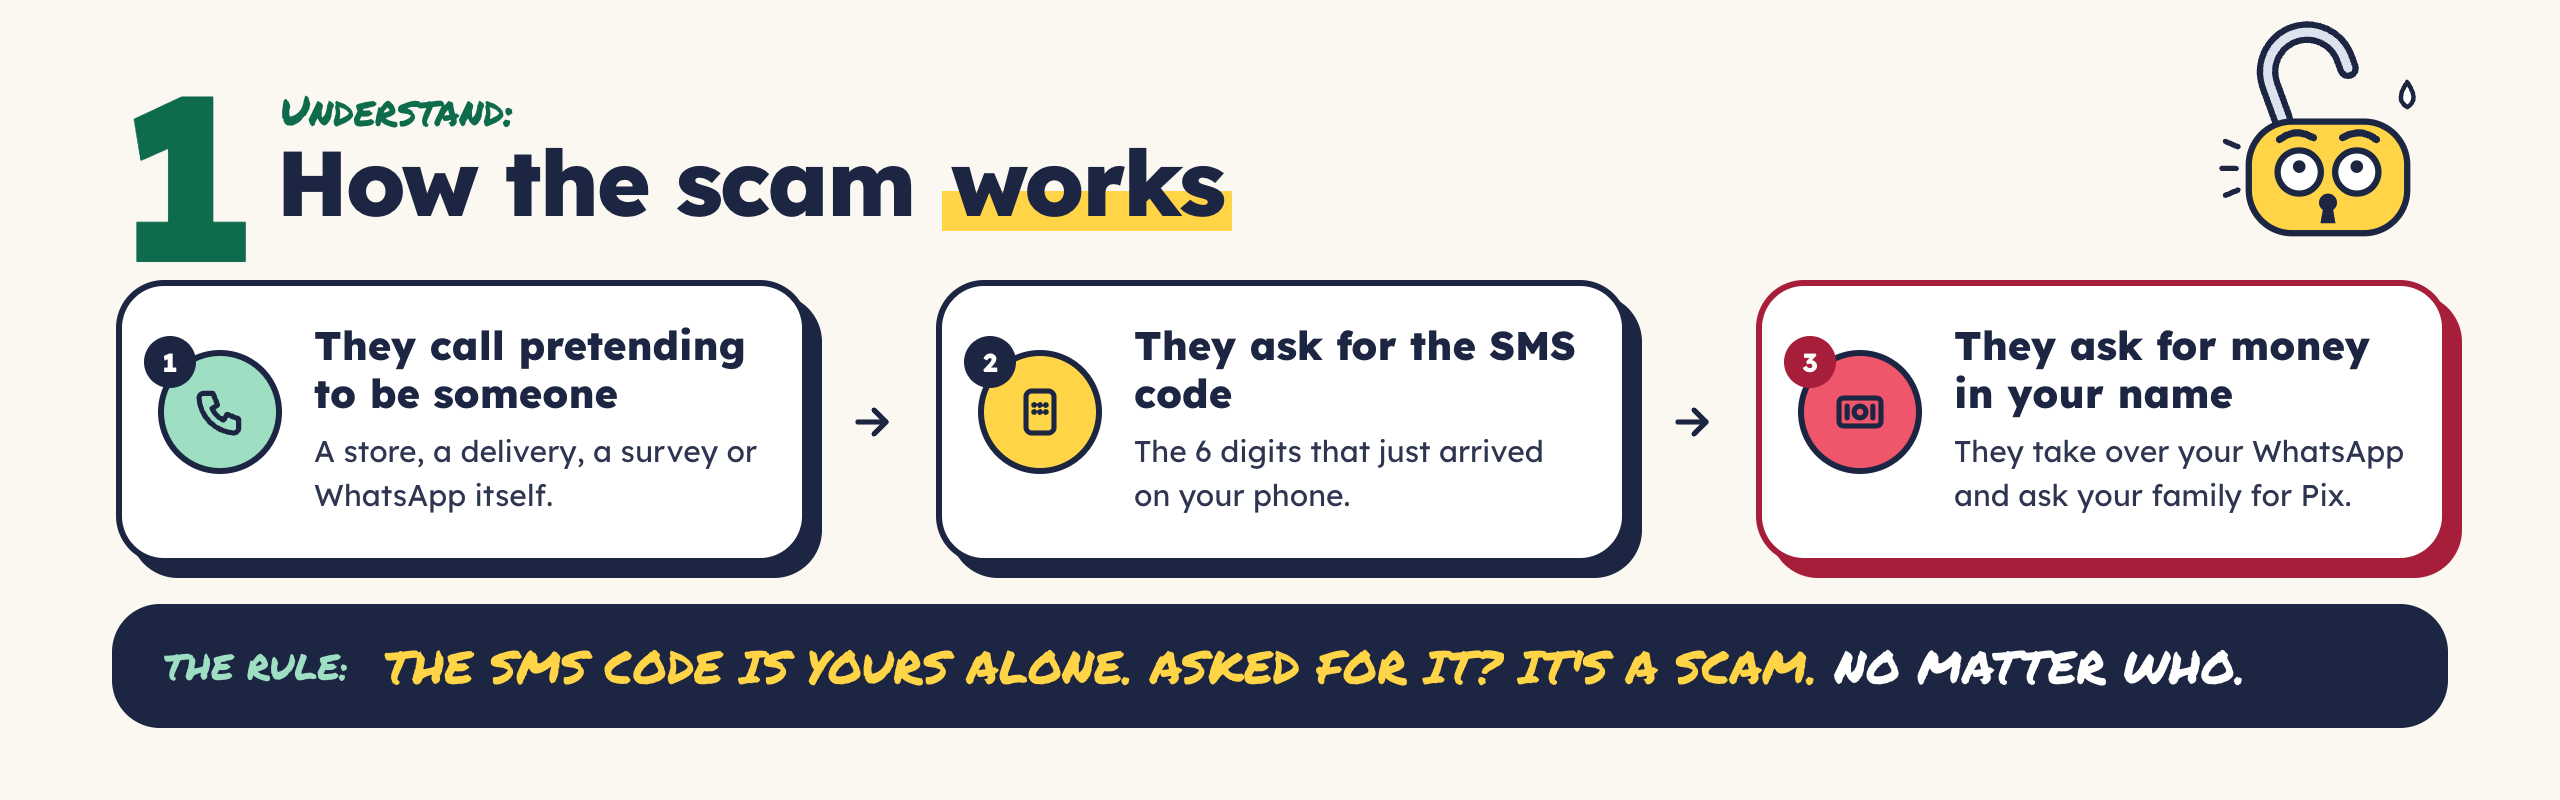 1
UNDERSTAND:
How the scam works
1
They call pretending
to be someone
A store, a delivery, a survey or
WhatsApp itself.
2
They ask for the SMS
code
The 6 digits that just arrived
on your phone.
3
They ask for money
in your name
They take over your WhatsApp
and ask your family for Pix.
THE RULE: THE SMS CODE IS YOURS ALONE. ASKED FOR IT? IT'S A SCAM. NO MATTER WHO.